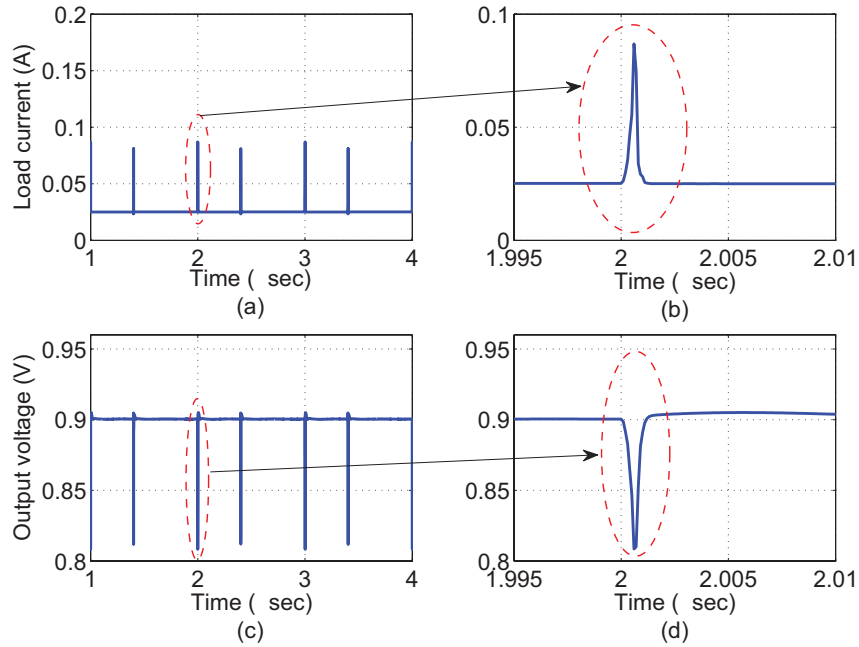 0.2
0.15
0.1
0.05
0
Load current (A)
1 2 3 4
Time ( sec)
(a)
0.1
0.05
0
1.995 2 2.005 2.01
Time ( sec)
(b)
0.95
0.9
0.85
0.8
Output voltage (V)
1 2 3 4
Time ( sec)
(c)
0.95
0.9
0.85
0.8
1.995 2 2.005 2.01
Time ( sec)
(d)